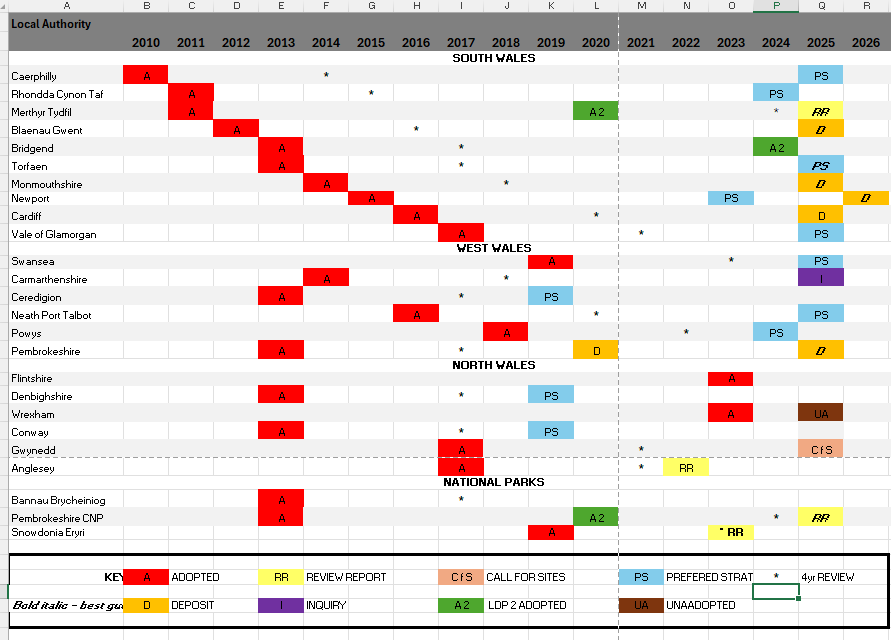 A B C D E F G H I J K L M N O P Q R
Local Authority
2010 2011 2012 2013 2014 2015 2016 2017 2018 2019 2020 2021 2022 2023 2024 2025 2026
SOUTH WALES
Caerphilly A * PS
Rhondda Cynon Taf A * PS
Merthyr Tydfil A A2 * RR
Blaenau Gwent A * D
Bridgend A * A2
Torfaen A * PS
Monmouthshire A * D
Newport A PS D
Cardiff A * D
Vale of Glamorgan A * PS
WEST WALES
Swansea A * PS
Carmarthenshire A * I
Ceredigion A * PS
Neath Port Talbot A * PS
Powys A * PS
Pembrokeshire A * D D
NORTH WALES
Flintshire A
Denbighshire A * PS
Wrexham A UA
Conway A * PS
Gwynedd A * CfS
Anglesey A * RR
NATIONAL PARKS
Bannau Brycheiniog A *
Pembrokeshire CNP A A2 * RR
Snowdonia Eryri A * RR
KEY A ADOPTED RR REVIEW REPORT CfS CALL FOR SITES PS PREFERED STRAT * 4yr REVIEW
Bold italic - best gu D DEPOSIT I INQUIRY A2 LDP 2 ADOPTED UA UNAADOPTED